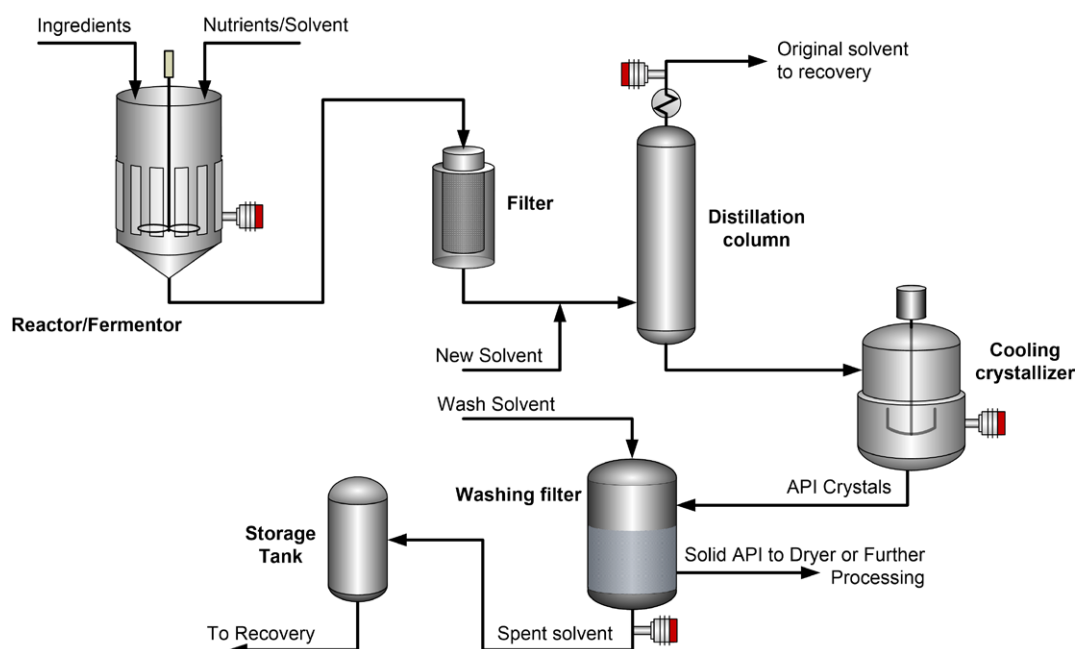 Ingredients
Nutrients/Solvent
Original solvent
to recovery
Filter
Distillation
column
Reactor/Fermentor
New Solvent
Cooling
crystallizer
Wash Solvent
Washing filter
API Crystals
Storage
Tank
Solid API to Dryer or Further
Processing
To Recovery
Spent solvent